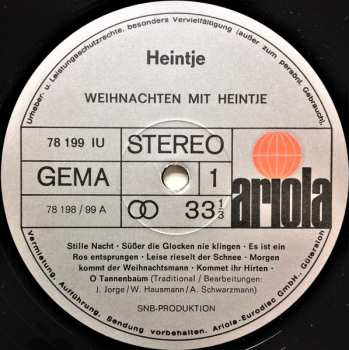 Urheber- u. Leistungsschutzrechte, besonders Vervielfältigung (außer zum persönl. Gebrauch),
Heintje
WEIHNACHTEN MIT HEINTJE
78 199 IU
STEREO
GEMA
1
ariola
78 198 / 99 A
33 1/3
Stille Nacht · Süßer die Glocken nie klingen · Es ist ein
Ros entsprungen · Leise rieselt der Schnee · Morgen
kommt der Weihnachtsmann · Kommet ihr Hirten ·
O Tannenbaum (Traditional / Bearbeitungen:
J. Jorge/W. Hausmann/A. Schwarzmann)
SNB-PRODUKTION
Vermietung, Aufführung, Sendung vorbehalten. Ariola-Eurodisc GmbH., Gütersloh